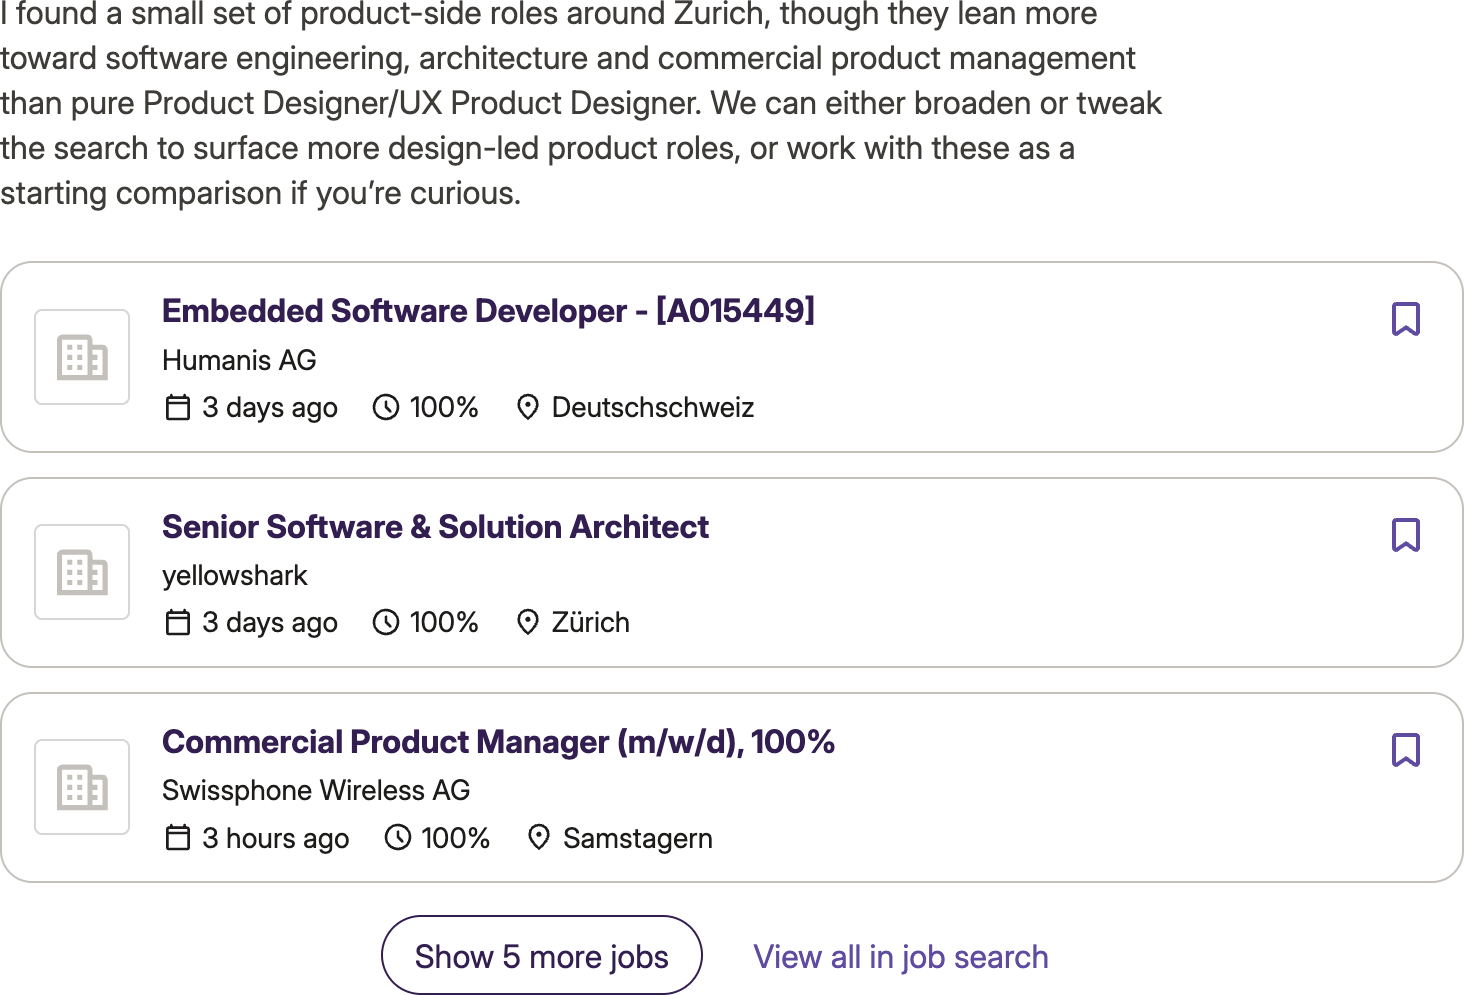 I found a small set of product-side roles around Zurich, though they lean more
toward software engineering, architecture and commercial product management
than pure Product Designer/UX Product Designer. We can either broaden or tweak
the search to surface more design-led product roles, or work with these as a
starting comparison if you’re curious.
Embedded Software Developer - [A015449]
Humanis AG
3 days ago 100% Deutschschweiz
Senior Software & Solution Architect
yellowshark
3 days ago 100% Zürich
Commercial Product Manager (m/w/d), 100%
Swissphone Wireless AG
3 hours ago 100% Samstagern
Show 5 more jobs View all in job search